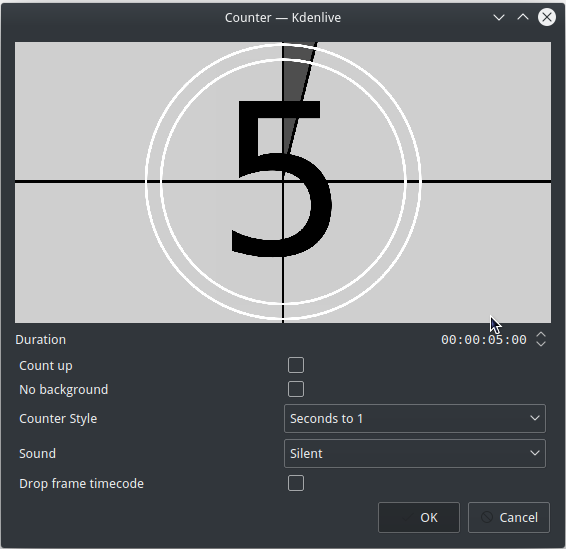 Counter — Kdenlive
5
Duration 00:00:05:00
Count up
No background
Counter Style Seconds to 1
Sound Silent
Drop frame timecode
OK Cancel